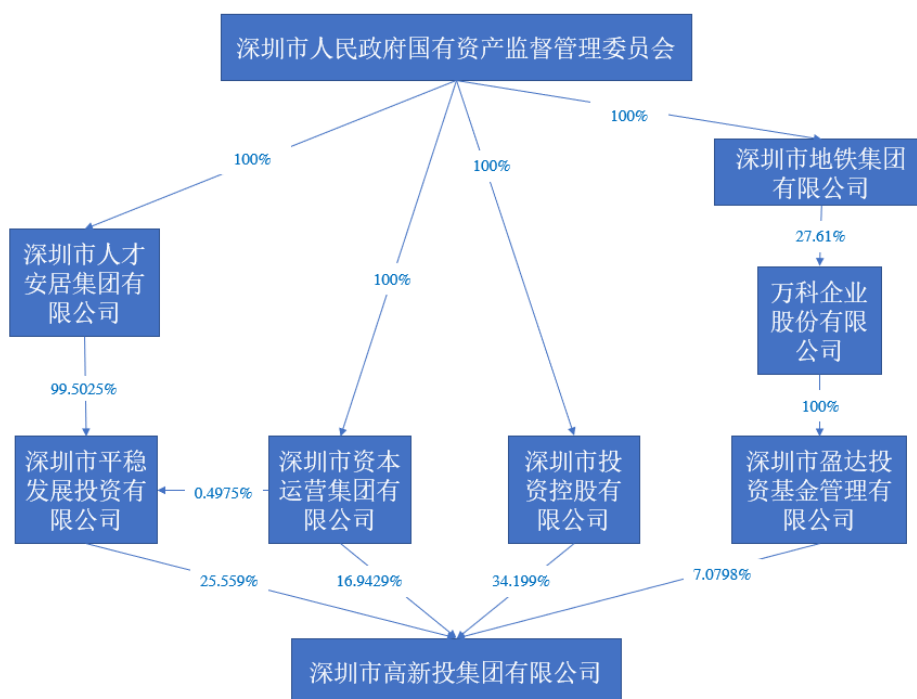 深圳市人民政府国有资产监督管理委员会
100%
100%
100%
100%
深圳市地铁集团
有限公司
27.61%
深圳市人才
安居集团有
限公司
万科企业
股份有限
公司
99.5025%
100%
深圳市平稳
发展投资有
限公司
0.4975%
深圳市资本
运营集团有
限公司
深圳市投
资控股有
限公司
深圳市盈达投
资基金管理有
限公司
25.559%
16.9429%
34.199%
7.0798%
深圳市高新投集团有限公司